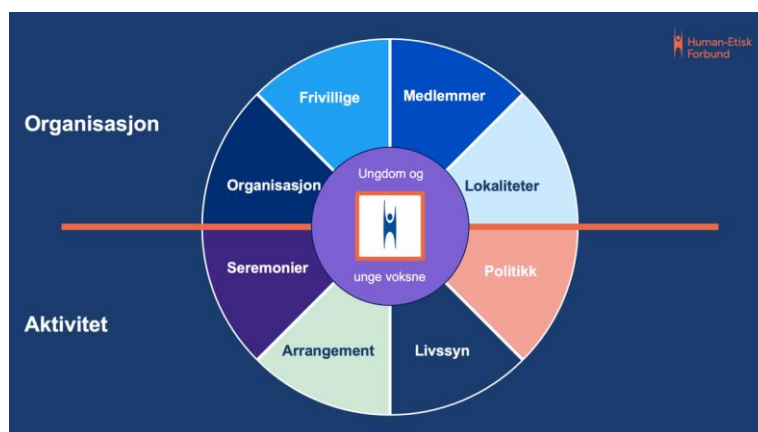 Human-Etisk
Forbund
Organisasjon
Frivillige
Medlemmer
Organisasjon
Lokaliteter
Ungdom og
unge voksne
Seremonier
Politikk
Aktivitet
Arrangement
Livssyn